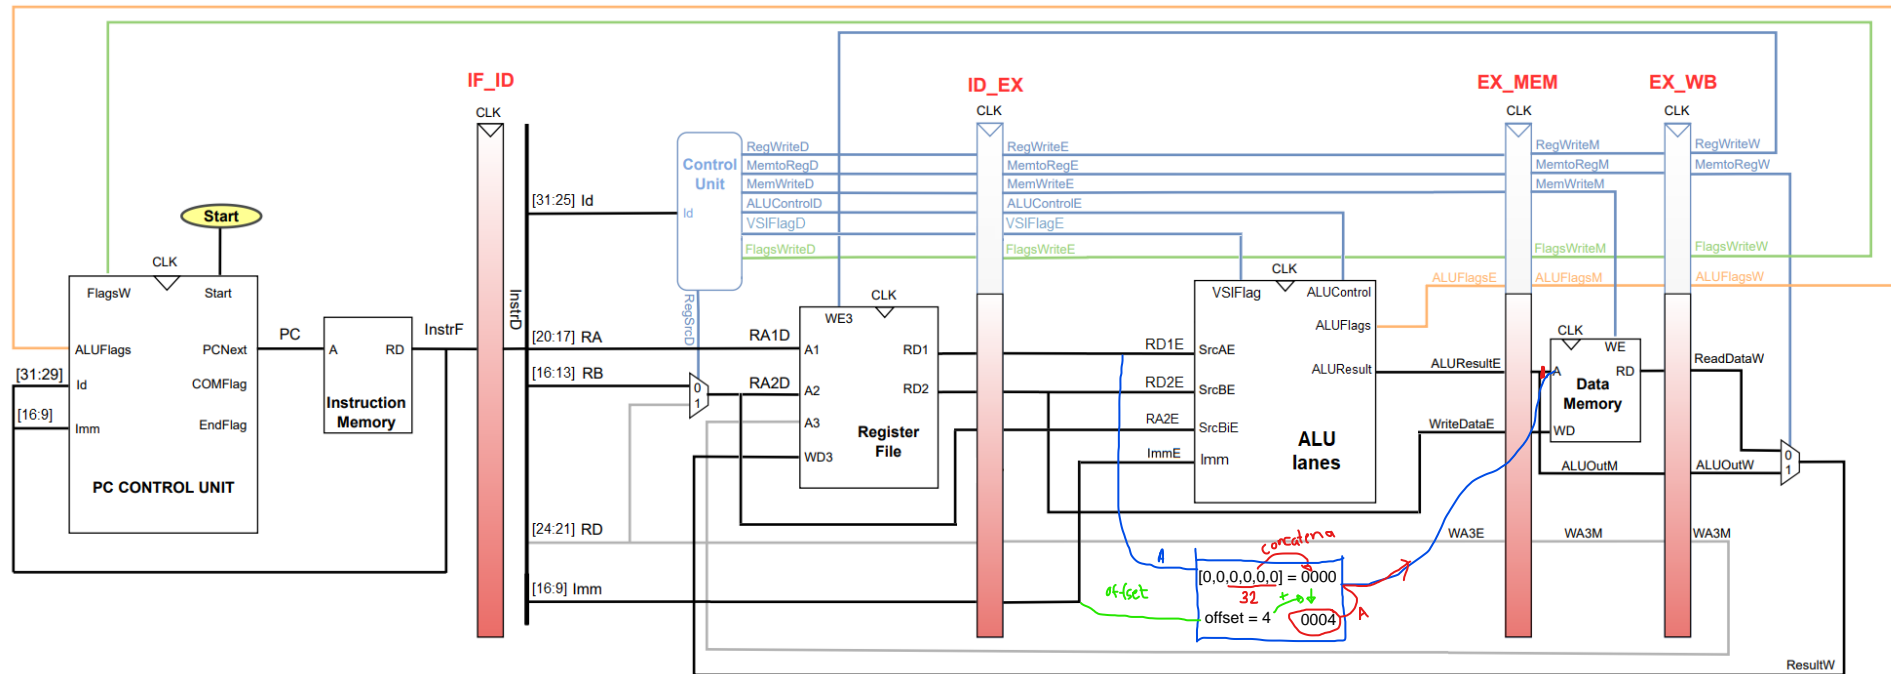 IF_ID
ID_EX
EX_MEM
EX_WB
CLK
CLK
CLK
CLK
Control
Unit
Id
RegWriteD
MemtoRegD
MemWriteD
ALUControlD
VSIFlagD
FlagsWriteD
RegSrcD
RegWriteE
MemtoRegE
MemWriteE
ALUControlE
VSIFlagE
FlagsWriteE
RegWriteM
MemtoRegM
MemWriteM
FlagsWriteM
RegWriteW
MemtoRegW
FlagsWriteW
ALUFlagsE
ALUFlagsM
ALUFlagsW
[31:25] Id
Start
CLK
FlagsW
Start
ALUFlags
PCNext
Id
COMFlag
Imm
EndFlag
PC CONTROL UNIT
[31:29]
[16:9]
PC
A
RD
Instruction
Memory
InstrF
InstrD
[20:17] RA
[16:13] RB
[24:21] RD
[16:9] Imm
0
1
RA1D
RA2D
CLK
WE3
A1
RD1
A2
RD2
A3
WD3
Register
File
RD1E
RD2E
RA2E
ImmE
CLK
VSIFlag
ALUControl
ALUFlags
SrcAE
ALUResult
SrcBE
SrcBiE
Imm
ALU
lanes
ALUResultE
WriteDataE
CLK
WE
A
RD
Data
Memory
WD
ReadDataW
ALUOutM
ALUOutW
0
1
WA3E
WA3M
WA3M
ResultW
concatena
A
[0,0,0,0,0,0] = 0000
32
+
offset
offset = 4
0004
A